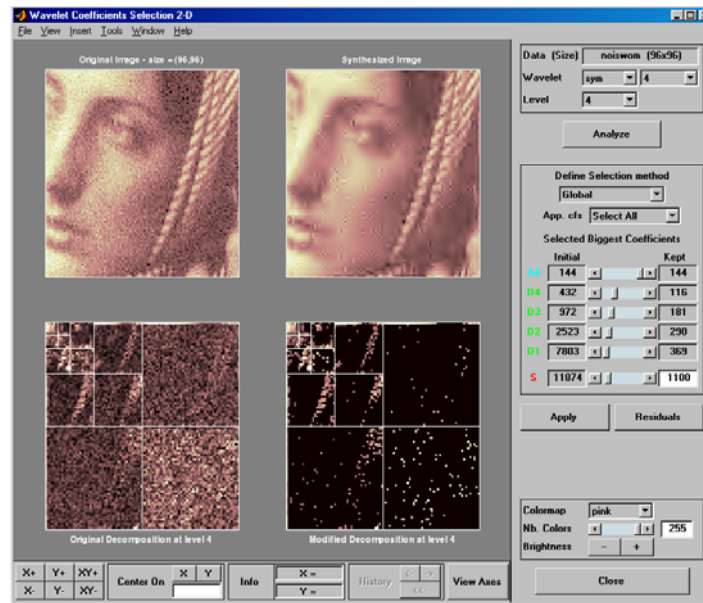 Wavelet Coefficients Selection 2-D
File View Insert Tools Window Help
Original Image - size = (96,96)
Synthesized Image
Original Decomposition at level 4
Modified Decomposition at level 4
Data (Size) noiswom (96x96)
Wavelet sym 4
Level 4
Analyze
Define Selection method
Global
App. cfs Select All
Selected Biggest Coefficients
Initial Kept
A4 144 144
D4 432 116
D3 972 181
D2 2523 290
D1 7803 369
S 11874 1100
Apply Residuals
Colormap pink
Nb. Colors 255
Brightness - +
Close
X+ Y+ XY+
X- Y- XY-
Center On X Y
Info X =
Y =
History <- ->
<<-
View Axes